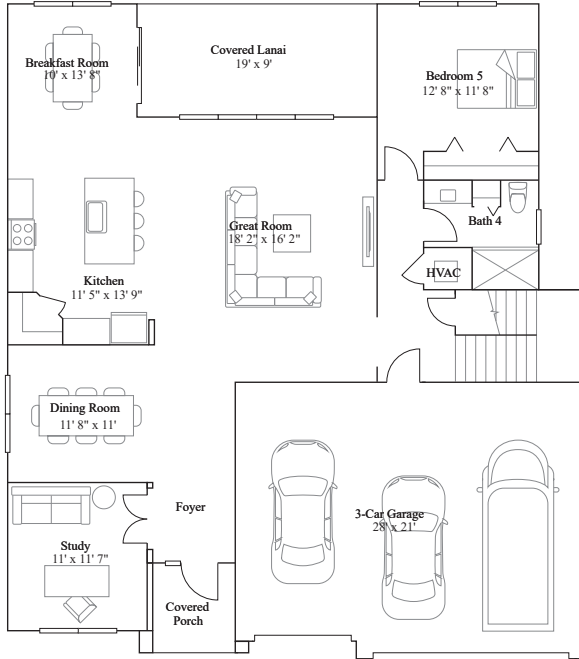 Breakfast Room
10' x 13' 8"
Covered Lanai
19' x 9'
Bedroom 5
12' 8" x 11' 8"
Great Room
18' 2" x 16' 2"
Bath 4
HVAC
Kitchen
11' 5" x 13' 9"
Dining Room
11' 8" x 11'
Foyer
3-Car Garage
28' x 21'
Study
11' x 11' 7"
Covered
Porch